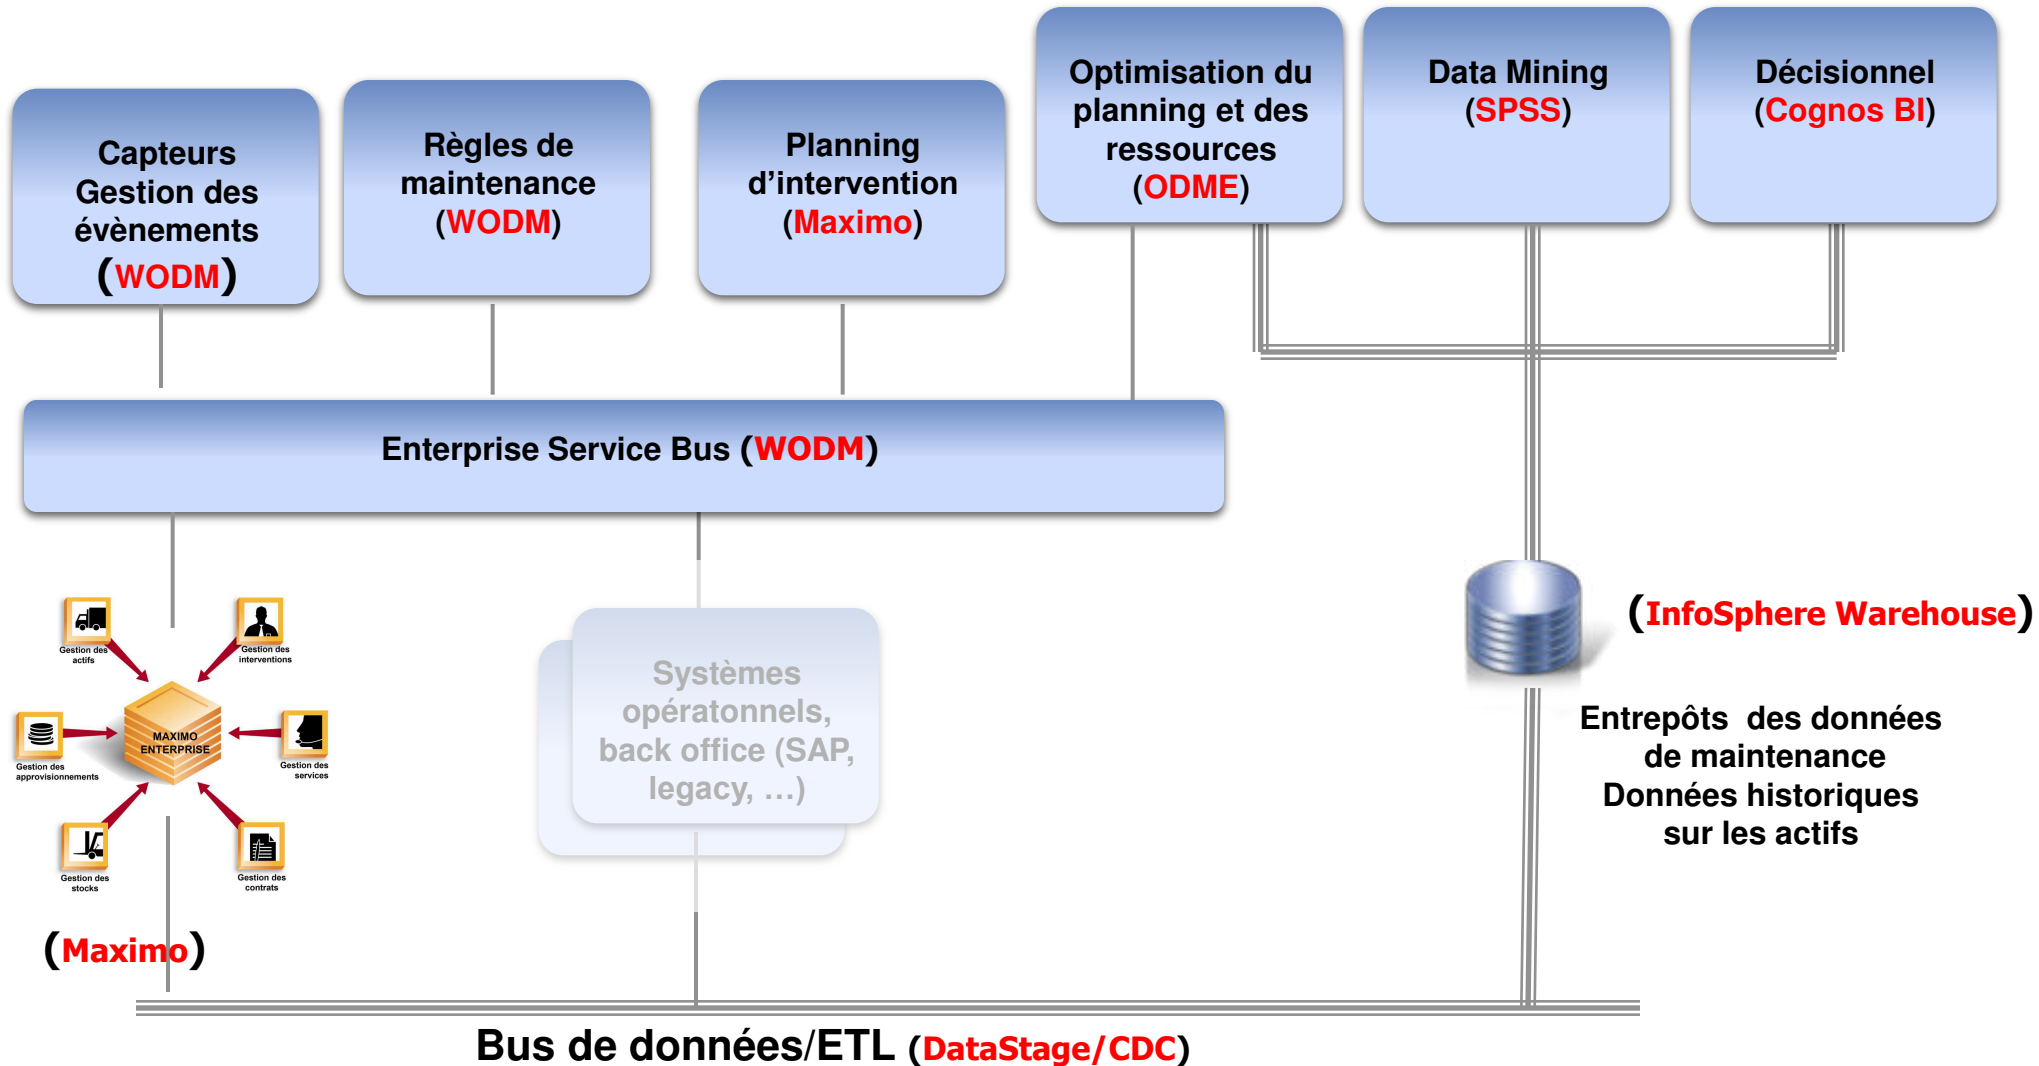 Capteurs
Gestion des
évènements
(WODM)
Règles de
maintenance
(WODM)
Planning
d’intervention
(Maximo)
Optimisation du
planning et des
ressources
(ODME)
Data Mining
(SPSS)
Décisionnel
(Cognos BI)
Enterprise Service Bus (WODM)
Gestion des
actifs
Gestion des
interventions
MAXIMO
ENTERPRISE
Gestion des
approvisionnements
Gestion des
services
Gestion des
stocks
Gestion des
contrats
(Maximo)
Systèmes
opératonnels,
back office (SAP,
legacy, …)
(InfoSphere Warehouse)
Entrepôts des données
de maintenance
Données historiques
sur les actifs
Bus de données/ETL (DataStage/CDC)